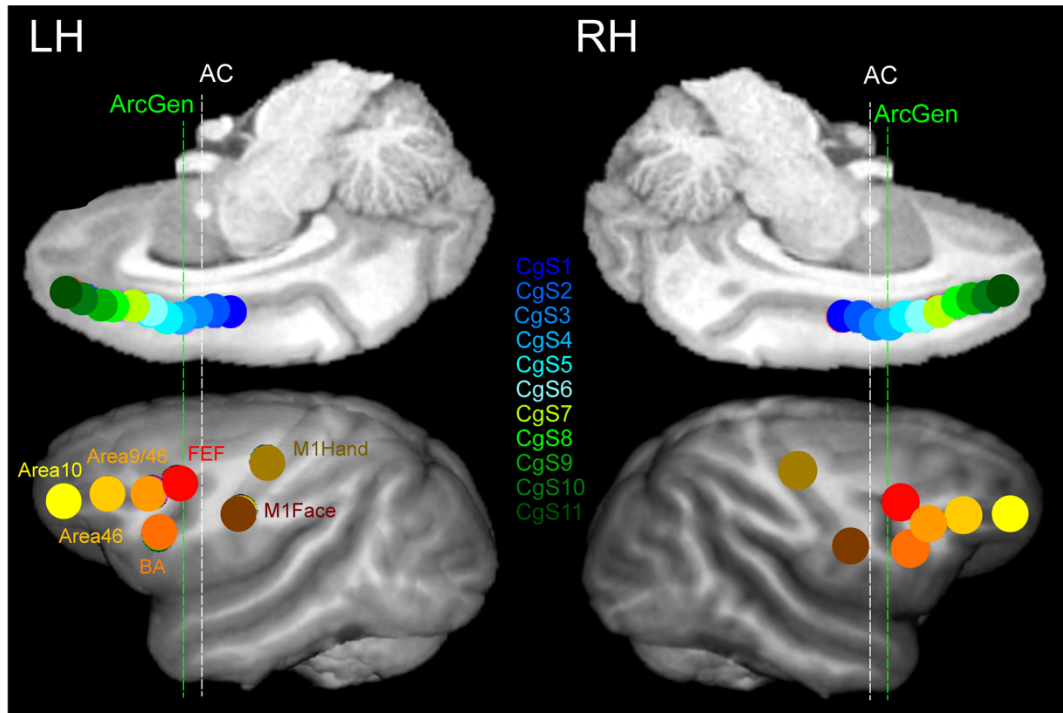 LH
RH
AC
AC
ArcGen
ArcGen
CgS1
CgS2
CgS3
CgS4
CgS5
CgS6
CgS7
CgS8
CgS9
CgS10
CgS11
Area9/46
FEF
M1Hand
Area10
M1Face
Area46
BA